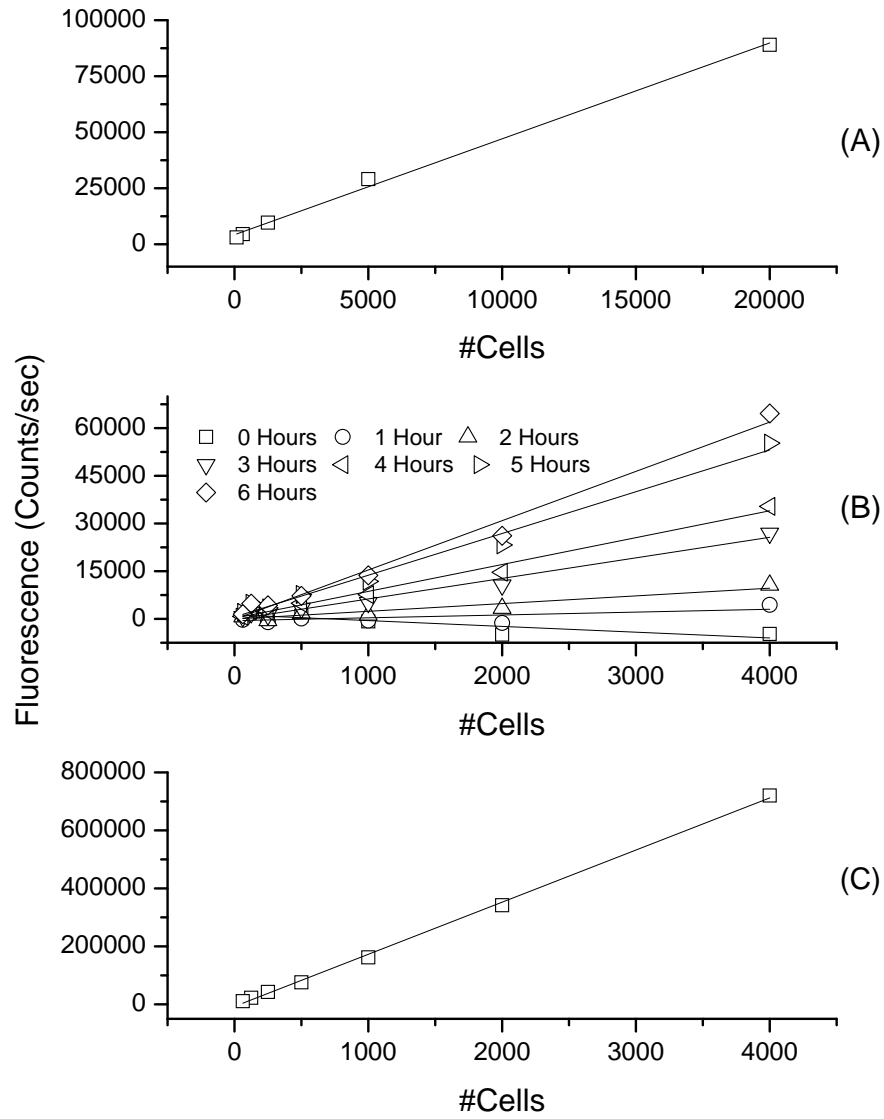 100000
75000
50000
25000
0
0 5000 10000 15000 20000
#Cells
(A)
Fluorescence (Counts/sec)
60000
45000
30000
15000
0
0 Hours 1 Hour 2 Hours
3 Hours 4 Hours 5 Hours
6 Hours
0 1000 2000 3000 4000
#Cells
(B)
800000
600000
400000
200000
0
0 1000 2000 3000 4000
#Cells
(C)